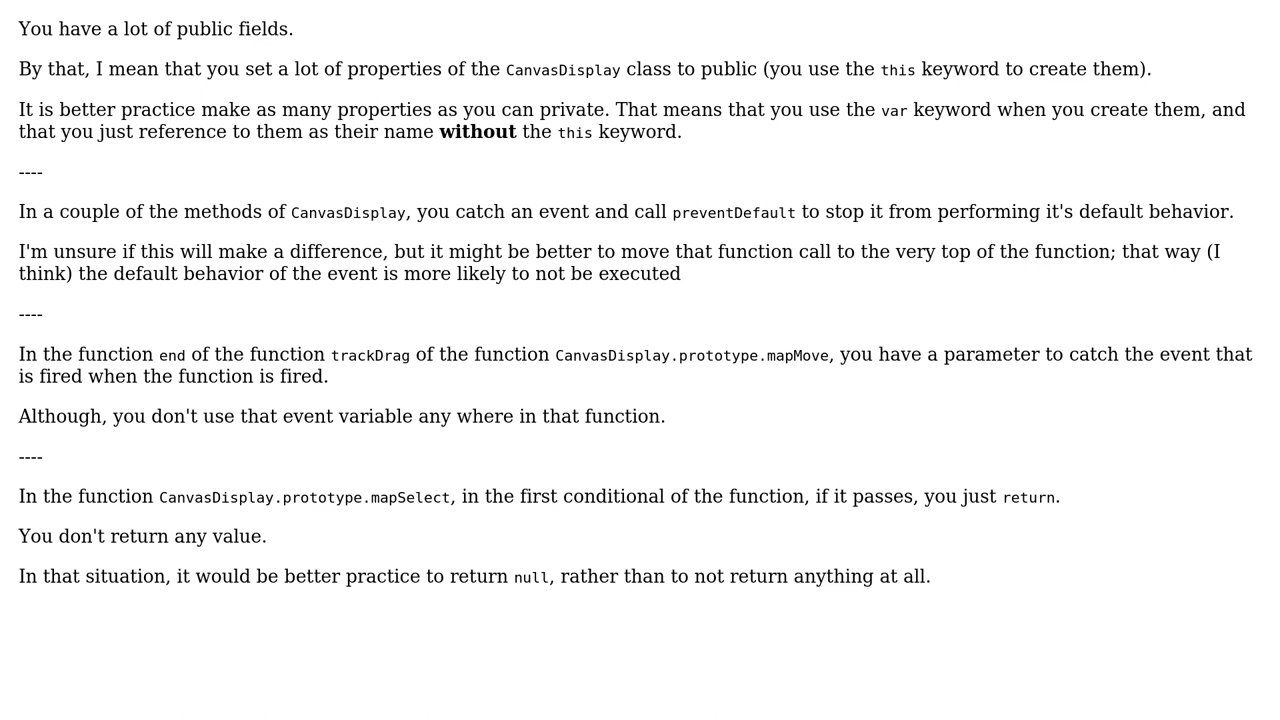 You have a lot of public fields.
By that, I mean that you set a lot of properties of the CanvasDisplay class to public (you use the this keyword to create them).
It is better practice make as many properties as you can private. That means that you use the var keyword when you create them, and
that you just reference to them as their name without the this keyword.
----
In a couple of the methods of CanvasDisplay, you catch an event and call preventDefault to stop it from performing it's default behavior.
I'm unsure if this will make a difference, but it might be better to move that function call to the very top of the function; that way (I
think) the default behavior of the event is more likely to not be executed
----
In the function end of the function trackDrag of the function CanvasDisplay.prototype.mapMove, you have a parameter to catch the event that
is fired when the function is fired.
Although, you don't use that event variable any where in that function.
----
In the function CanvasDisplay.prototype.mapSelect, in the first conditional of the function, if it passes, you just return.
You don't return any value.
In that situation, it would be better practice to return null, rather than to not return anything at all.